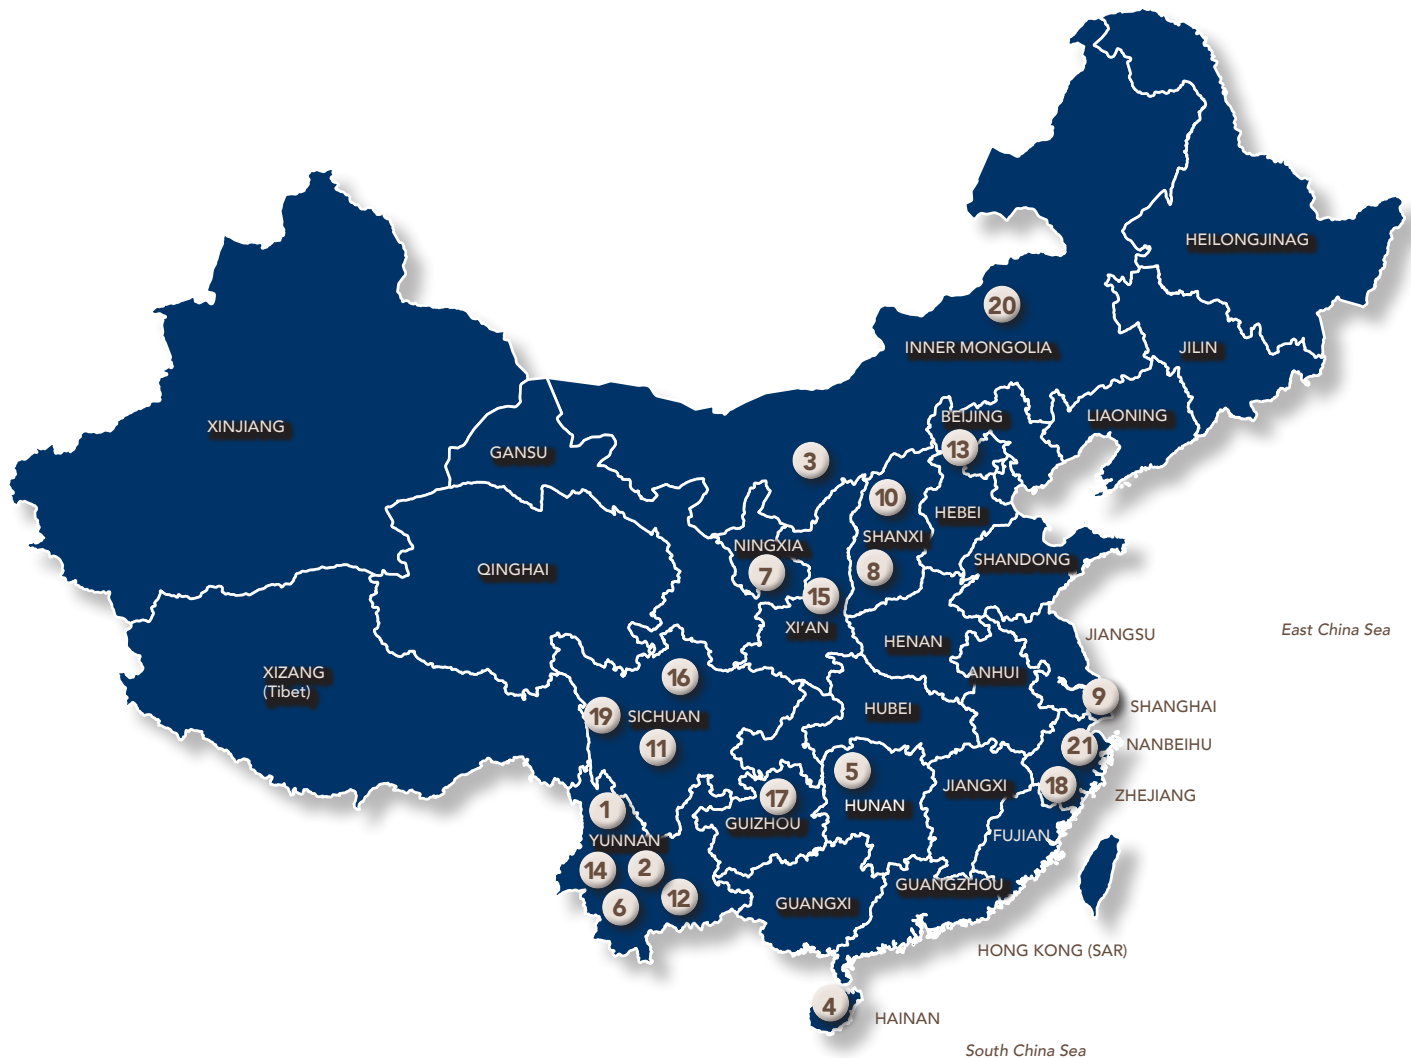 HEILONGJINAG
20
INNER MONGOLIA
JILIN
BEIJING
LIAONING
XINJIANG
GANSU
3
13
10
HEBEI
SHANXI
NINGXIA
SHANDONG
QINGHAI
7
8
15
XI'AN
HENAN
JIANGSU
East China Sea
XIZANG
(Tibet)
16
ANHUI
9
SHANGHAI
19
SICHUAN
HUBEI
11
21
NANBEIHU
5
JIANGXI
18
ZHEJIANG
17
HUNAN
1
GUIZHOU
YUNNAN
FUJIAN
14
2
GUANGZHOU
12
6
GUANGXI
HONG KONG (SAR)
4
HAINAN
South China Sea